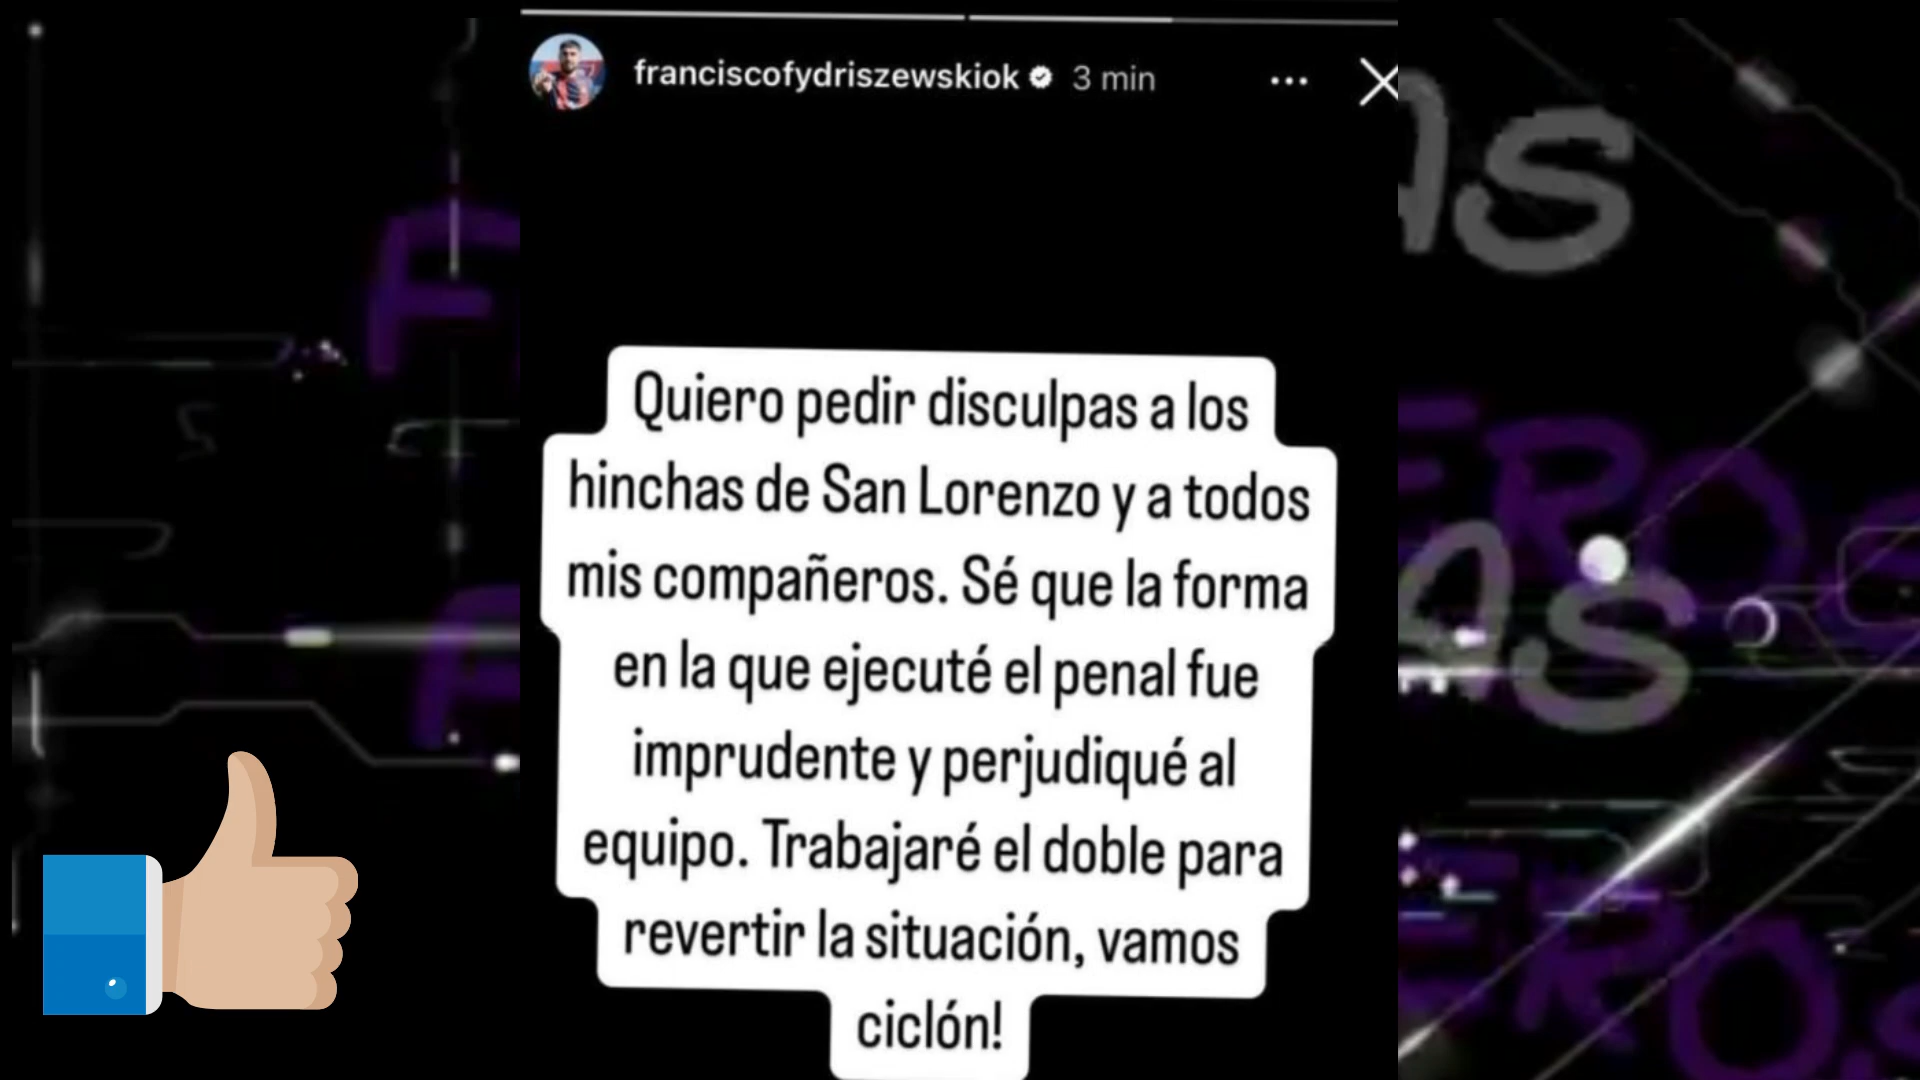 franciscofydriszewskiok 3 min
Quiero pedir disculpas a los
hinchas de San Lorenzo y a todos
mis compañeros. Sé que la forma
en la que ejecuté el penal fue
imprudente y perjudiqué al
equipo. Trabajaré el doble para
revertir la situación, vamos
ciclón!